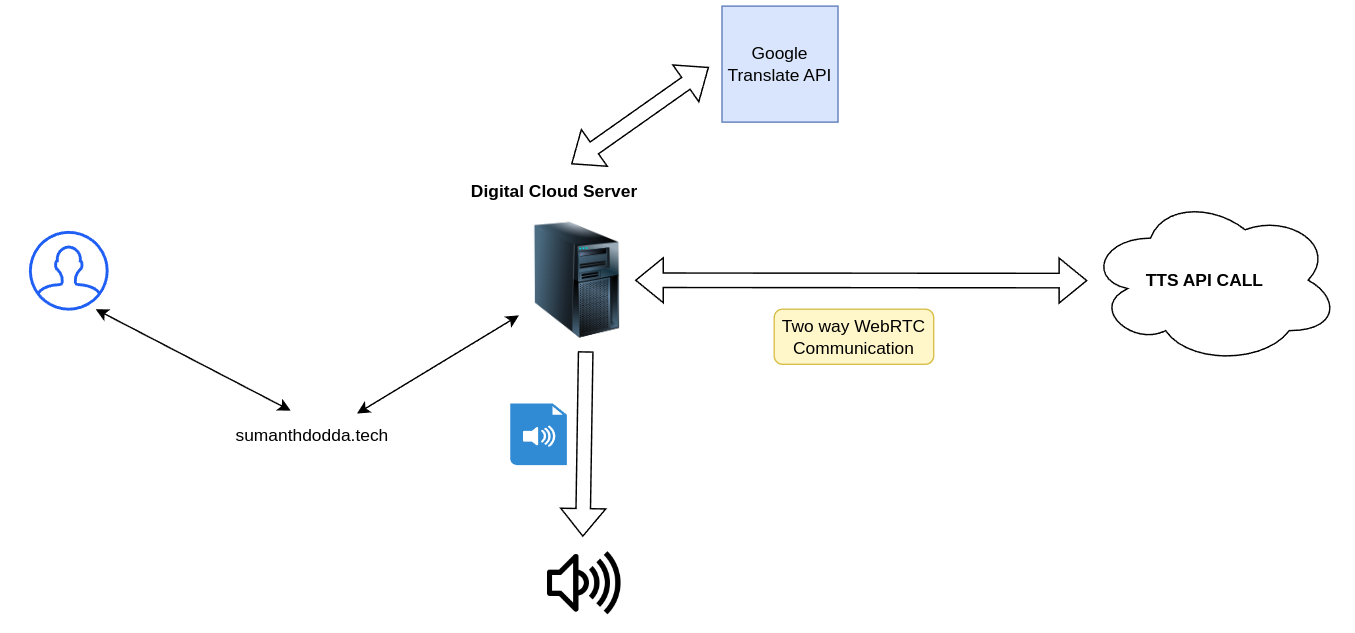 Google
Translate API
Digital Cloud Server
TTS API CALL
Two way WebRTC
Communication
sumanthdodda.tech